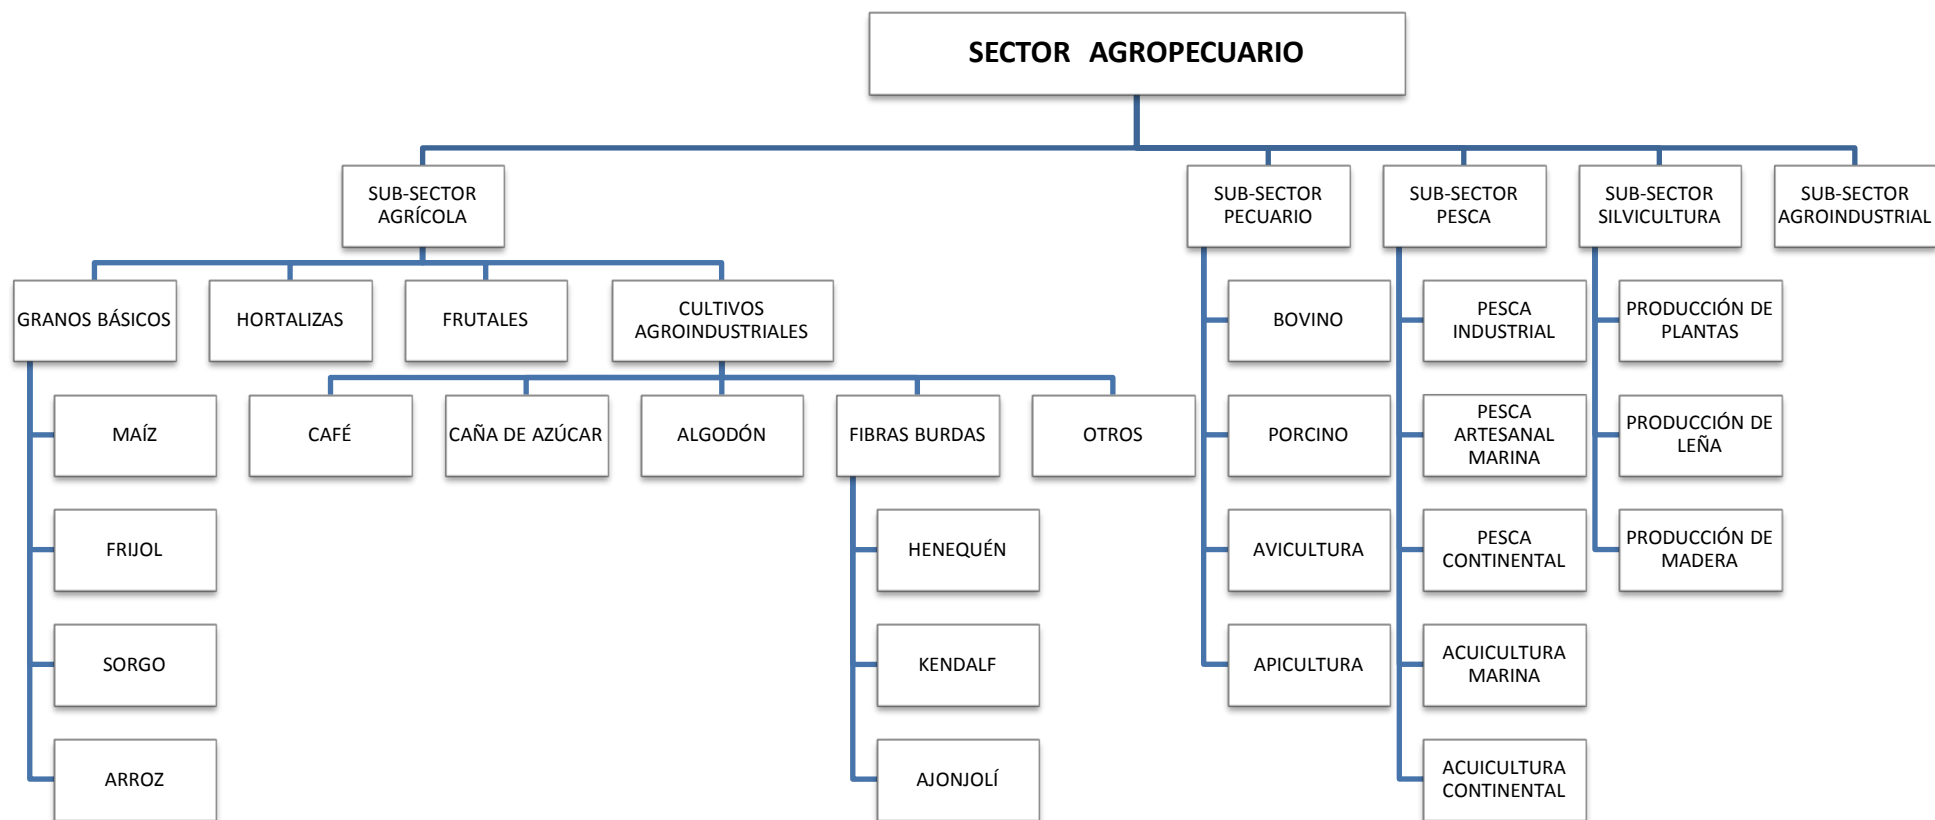 SECTOR AGROPECUARIO
SUB-SECTOR
AGRÍCOLA
SUB-SECTOR
PECUARIO
SUB-SECTOR
PESCA
SUB-SECTOR
SILVICULTURA
SUB-SECTOR
AGROINDUSTRIAL
GRANOS BÁSICOS
HORTALIZAS
FRUTALES
CULTIVOS
AGROINDUSTRIALES
BOVINO
PESCA
INDUSTRIAL
PRODUCCIÓN DE
PLANTAS
MAÍZ
CAFÉ
CAÑA DE AZÚCAR
ALGODÓN
FIBRAS BURDAS
OTROS
PORCINO
PESCA
ARTESANAL
MARINA
PRODUCCIÓN DE
LEÑA
FRIJOL
HENEQUÉN
AVICULTURA
PESCA
CONTINENTAL
PRODUCCIÓN DE
MADERA
SORGO
KENDALF
APICULTURA
ACUICULTURA
MARINA
ARROZ
AJONJOLÍ
ACUICULTURA
CONTINENTAL